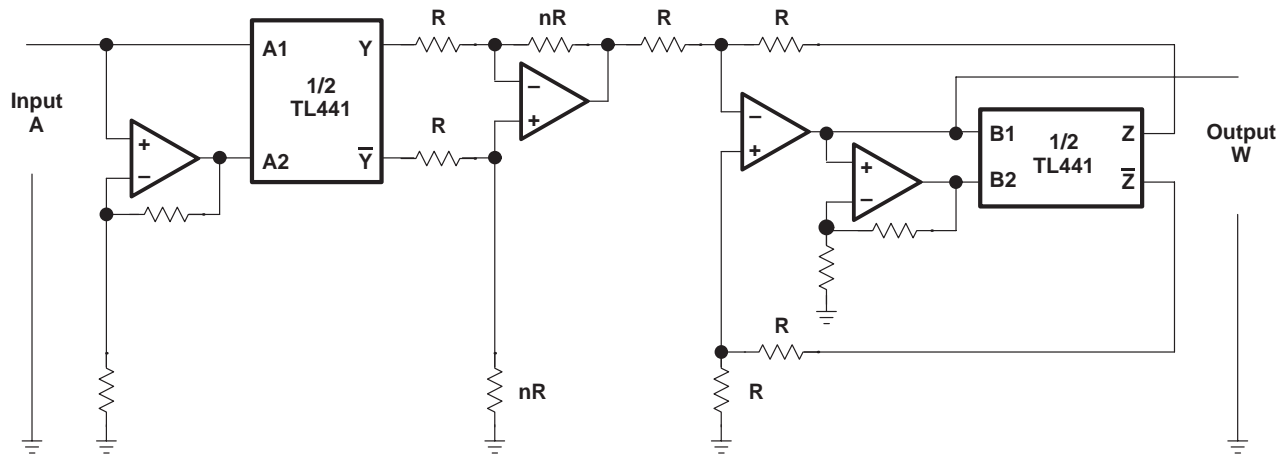 R
nR
R
R
Input
A
A1
Y
1/2
TL441
A2
Y̅
R
−
+
+
−
−
+
+
−
B1
Z
1/2
TL441
B2
Z̅
Output
W
R
nR
R